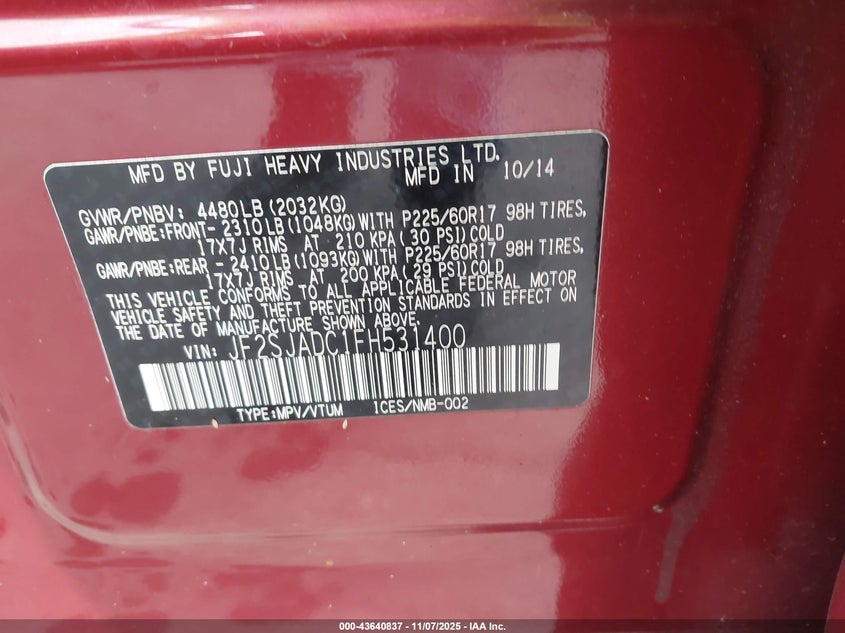 MFD BY FUJI HEAVY INDUSTRIES LTD.
MFD IN 10/14
GVWR/PNBV: 4480LB(2032KG)
GAWR/PNBE:FRONT- 2310LB(1048KG)WITH P225/60R17 98H TIRES,
17X7J RIMS AT 210 KPA(30 PSI)COLD
GAWR/PNBE:REAR - 2410LB(1093KG)WITH P225/60R17 98H TIRES,
17X7J RIMS AT 200 KPA(29 PSI)COLD
THIS VEHICLE CONFORMS TO ALL APPLICABLE FEDERAL MOTOR
VEHICLE SAFETY AND THEFT PREVENTION STANDARDS IN EFFECT ON
THE DATE OF MANUFACTURE SHOWN ABOVE.
VIN: JF2SJADC1FH531400
TYPE:MPV/VTUM 1CES/NMB-002
000-43640837 - 11/07/2025 - IAA Inc.